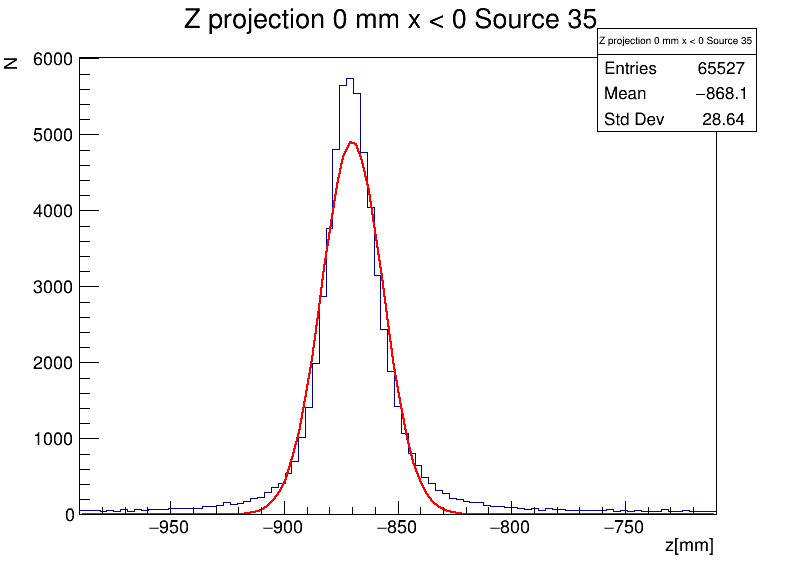 Z projection 0 mm x < 0 Source 35
Z projection 0 mm x < 0 Source 35
Entries 65527
Mean −868.1
Std Dev 28.64
N
6000
5000
4000
3000
2000
1000
0
−950 −900 −850 −800 −750
z[mm]